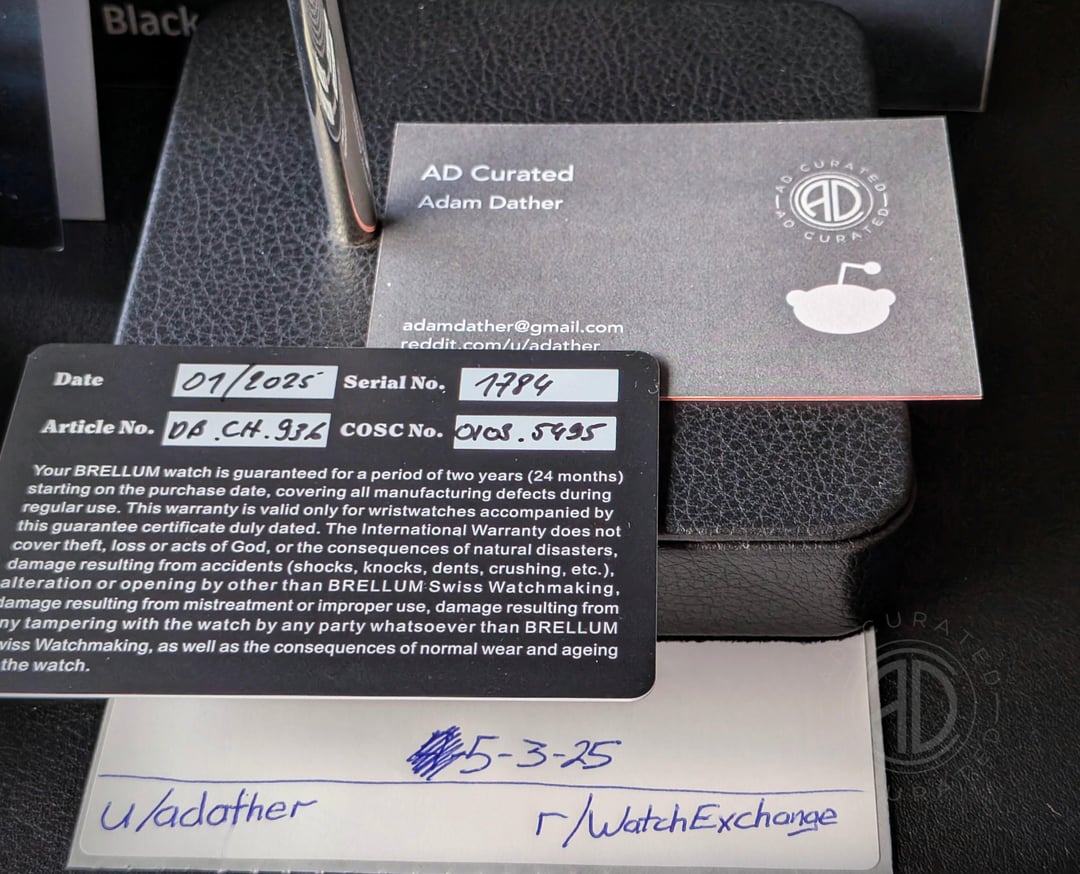 Black
AD Curated
Adam Dather
AD CURATED
AD
AD CURATED
adamdather@gmail.com
reddit.com/u/adather
Date 01/2025 Serial No. 1784
Article No. DB.CH.936 COSC No. 0103.5495
Your BRELLUM watch is guaranteed for a period of two years (24 months)
starting on the purchase date, covering all manufacturing defects during
regular use. This warranty is valid only for wristwatches accompanied by
this guarantee certificate duly dated. The International Warranty does not
cover theft, loss or acts of God, or the consequences of natural disasters,
damage resulting from accidents (shocks, knocks, dents, crushing, etc.),
alteration or opening by other than BRELLUM Swiss Watchmaking,
damage resulting from mistreatment or improper use, damage resulting from
ny tampering with the watch by any party whatsoever than BRELLUM
wiss Watchmaking, as well as the consequences of normal wear and ageing
the watch.
CURATED
AD
5-3-25
u/adather
r/WatchExchange